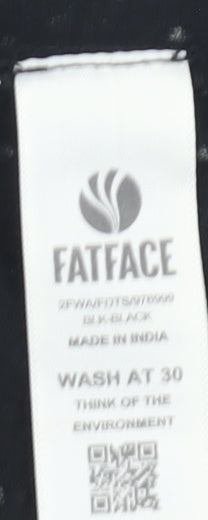 FATFACE
BLK-BLACK
MADE IN INDIA
WASH AT 30
THINK OF THE
ENVIRONMENT